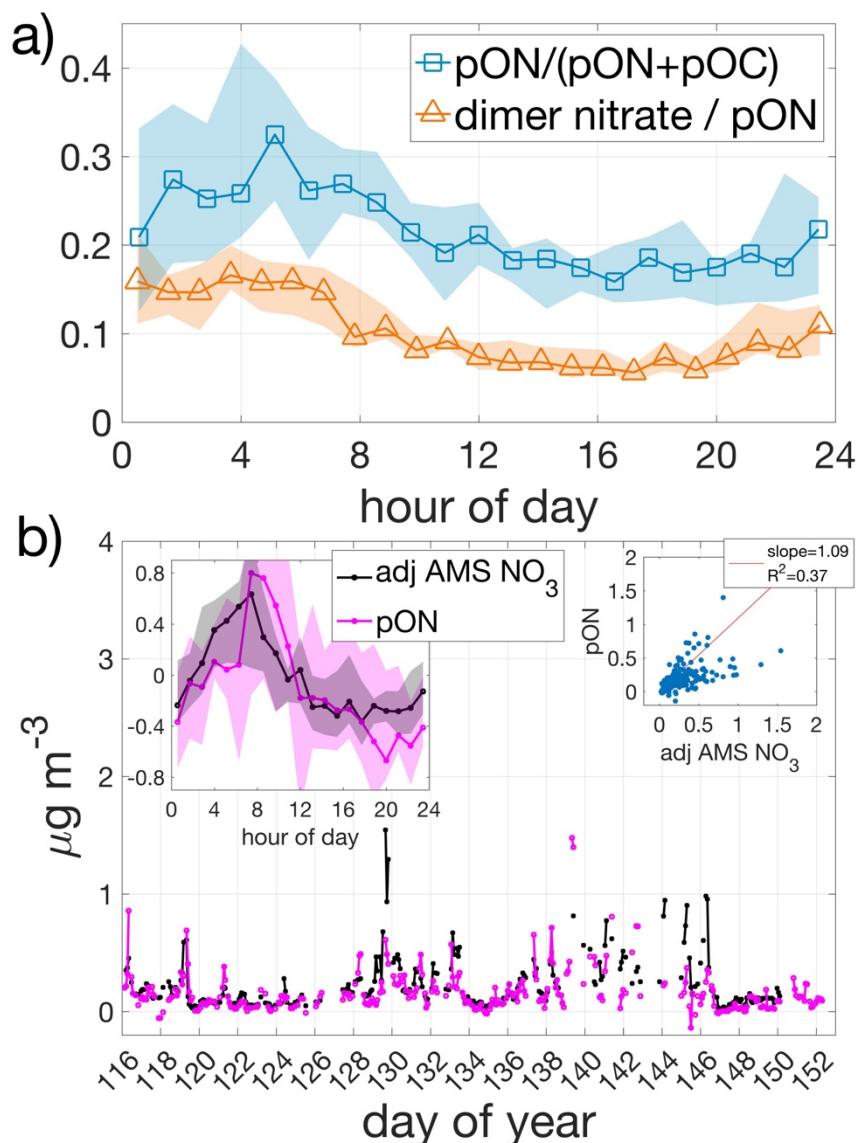 a)
pON/(pON+pOC)
dimer nitrate / pON
0.4
0.3
0.2
0.1
0
0 4 8 12 16 20 24
hour of day
b)
4
3
2
1
0
μg m⁻³
adj AMS NO₃
pON
0.8
0.4
0
-0.4
-0.8
0 4 8 12 16 20 24
hour of day
slope=1.09
R²=0.37
2
1.5
1
0.5
0
pON
0 0.5 1 1.5 2
adj AMS NO₃
116 118 120 122 124 126 128 130 132 134 136 138 140 142 144 146 148 150 152
day of year